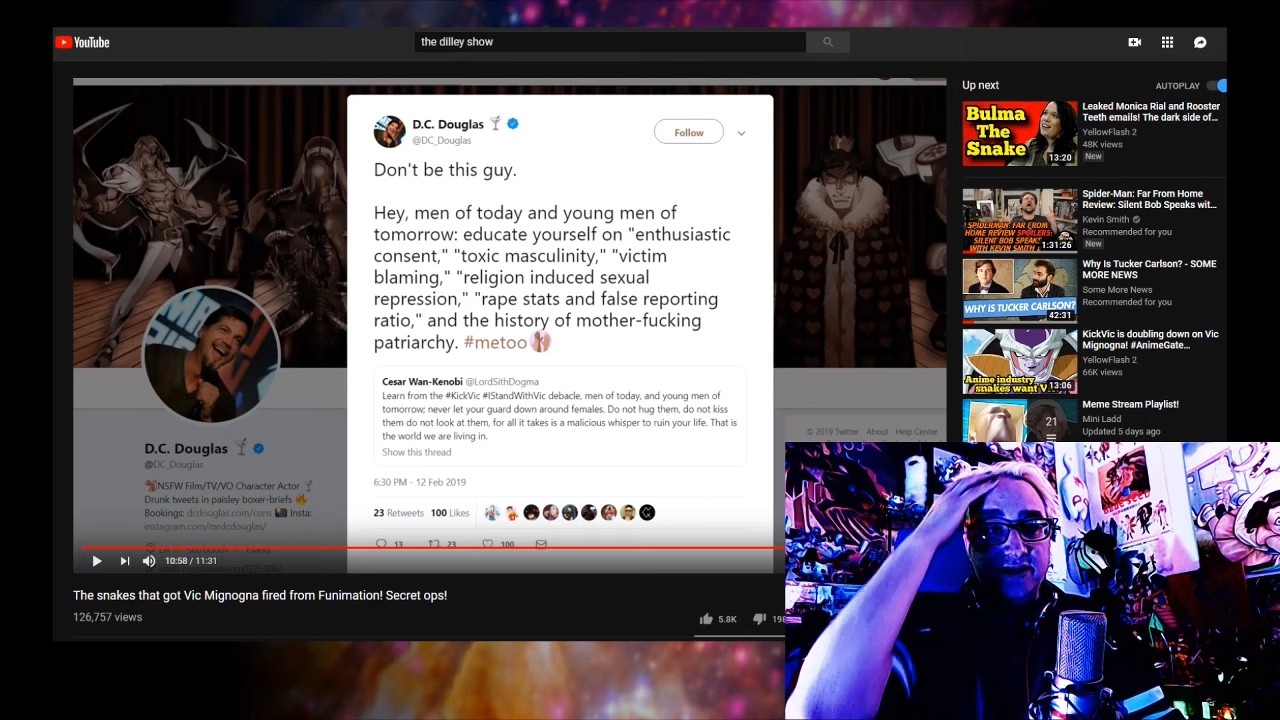 YouTube
the dilley show
D.C. Douglas
@DC_Douglas
Follow
Don't be this guy.
Hey, men of today and young men of
tomorrow: educate yourself on "enthusiastic
consent," "toxic masculinity," "victim
blaming," "religion induced sexual
repression," "rape stats and false reporting
ratio," and the history of mother-fucking
patriarchy. #metoo
Cesar Wan-Kenobi @LordSithDogma
Learn from the #KickVic #IStandWithVic debacle, men of today, and young men of
tomorrow; never let your guard down around females. Do not hug them, do not kiss
them do not look at them, for all it takes is a malicious whisper to ruin your life. That is
the world we are living in.
Show this thread
6:30 PM - 12 Feb 2019
23 Retweets 100 Likes
13 23 100
D.C. Douglas
@DC_Douglas
NSFW Film/TV/VO Character Actor
Drunk tweets in paisley boxer-briefs
Bookings: dcdouglas.com/cons Insta:
instagram.com/mrdcdouglas/
© 2019 Twitter About Help Center
10:58 / 11:31
The snakes that got Vic Mignogna fired from Funimation! Secret ops!
126,757 views
5.8K
Up next
AUTOPLAY
Bulma
The
Snake
13:20
Leaked Monica Rial and Rooster
Teeth emails! The dark side of...
YellowFlash 2
48K views
New
SPIDERMAN: FAR FROM
HOME REVIEW SPOILERS:
SILENT BOB SPEAKS
WITH KEVIN SMITH
1:31:26
Spider-Man: Far From Home
Review: Silent Bob Speaks wit...
Kevin Smith
Recommended for you
New
WHY IS TUCKER CARLSON?
42:31
Why Is Tucker Carlson? - SOME
MORE NEWS
Some More News
Recommended for you
Anime industry
snakes want V
13:06
KickVic is doubling down on Vic
Mignogna! #AnimeGate...
YellowFlash 2
66K views
21
Meme Stream Playlist!
Mini Ladd
Updated 5 days ago